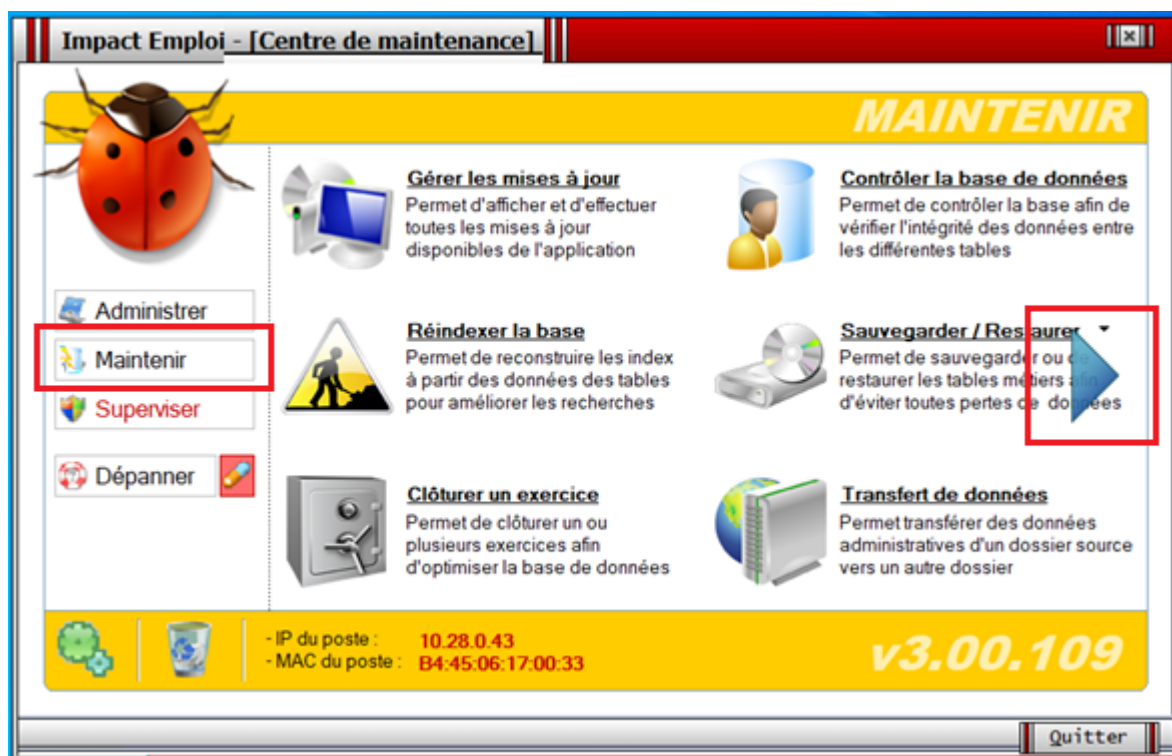 Impact Emploi - [Centre de maintenance]
MAINTENIR
Gérer les mises à jour
Permet d'afficher et d'effectuer
toutes les mises à jour
disponibles de l'application
Contrôler la base de données
Permet de contrôler la base afin de
vérifier l'intégrité des données entre
les différentes tables
Administrer
Maintenir
Superviser
Dépanner
Réindexer la base
Permet de reconstruire les index
à partir des données des tables
pour améliorer les recherches
Sauvegarder / Restaurer
Permet de sauvegarder ou de
restaurer les tables métiers afin
d'évîter toutes pertes de données
Clôturer un exercice
Permet de clôturer un ou
plusieurs exercices afin
d'optimiser la base de données
Transfert de données
Permet transférer des données
administratives d'un dossier source
vers un autre dossier
- IP du poste : 10.28.0.43
- MAC du poste : B4:45:06:17:00:33
v3.00.109
Quitter